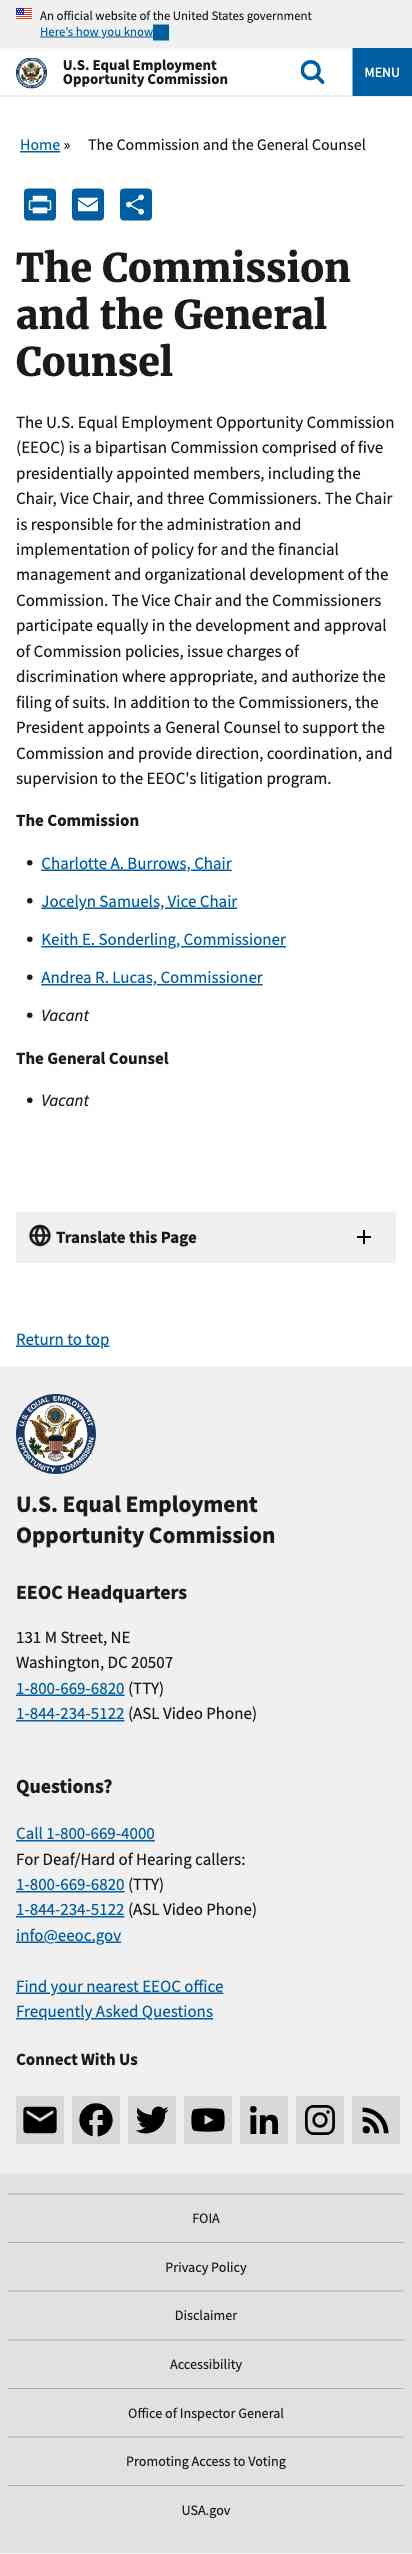 An official website of the United States government
Here's how you know
U.S. Equal Employment
Opportunity Commission
MENU
Home » The Commission and the General Counsel
The Commission
and the General
Counsel
The U.S. Equal Employment Opportunity Commission
(EEOC) is a bipartisan Commission comprised of five
presidentially appointed members, including the
Chair, Vice Chair, and three Commissioners. The Chair
is responsible for the administration and
implementation of policy for and the financial
management and organizational development of the
Commission. The Vice Chair and the Commissioners
participate equally in the development and approval
of Commission policies, issue charges of
discrimination where appropriate, and authorize the
filing of suits. In addition to the Commissioners, the
President appoints a General Counsel to support the
Commission and provide direction, coordination, and
supervision to the EEOC's litigation program.
The Commission
• Charlotte A. Burrows, Chair
• Jocelyn Samuels, Vice Chair
• Keith E. Sonderling, Commissioner
• Andrea R. Lucas, Commissioner
• Vacant
The General Counsel
• Vacant
Translate this Page
Return to top
U.S. EQUAL EMPLOYMENT
OPPORTUNITY COMMISSION
U.S. Equal Employment
Opportunity Commission
EEOC Headquarters
131 M Street, NE
Washington, DC 20507
1-800-669-6820 (TTY)
1-844-234-5122 (ASL Video Phone)
Questions?
Call 1-800-669-4000
For Deaf/Hard of Hearing callers:
1-800-669-6820 (TTY)
1-844-234-5122 (ASL Video Phone)
info@eeoc.gov
Find your nearest EEOC office
Frequently Asked Questions
Connect With Us
FOIA
Privacy Policy
Disclaimer
Accessibility
Office of Inspector General
Promoting Access to Voting
USA.gov